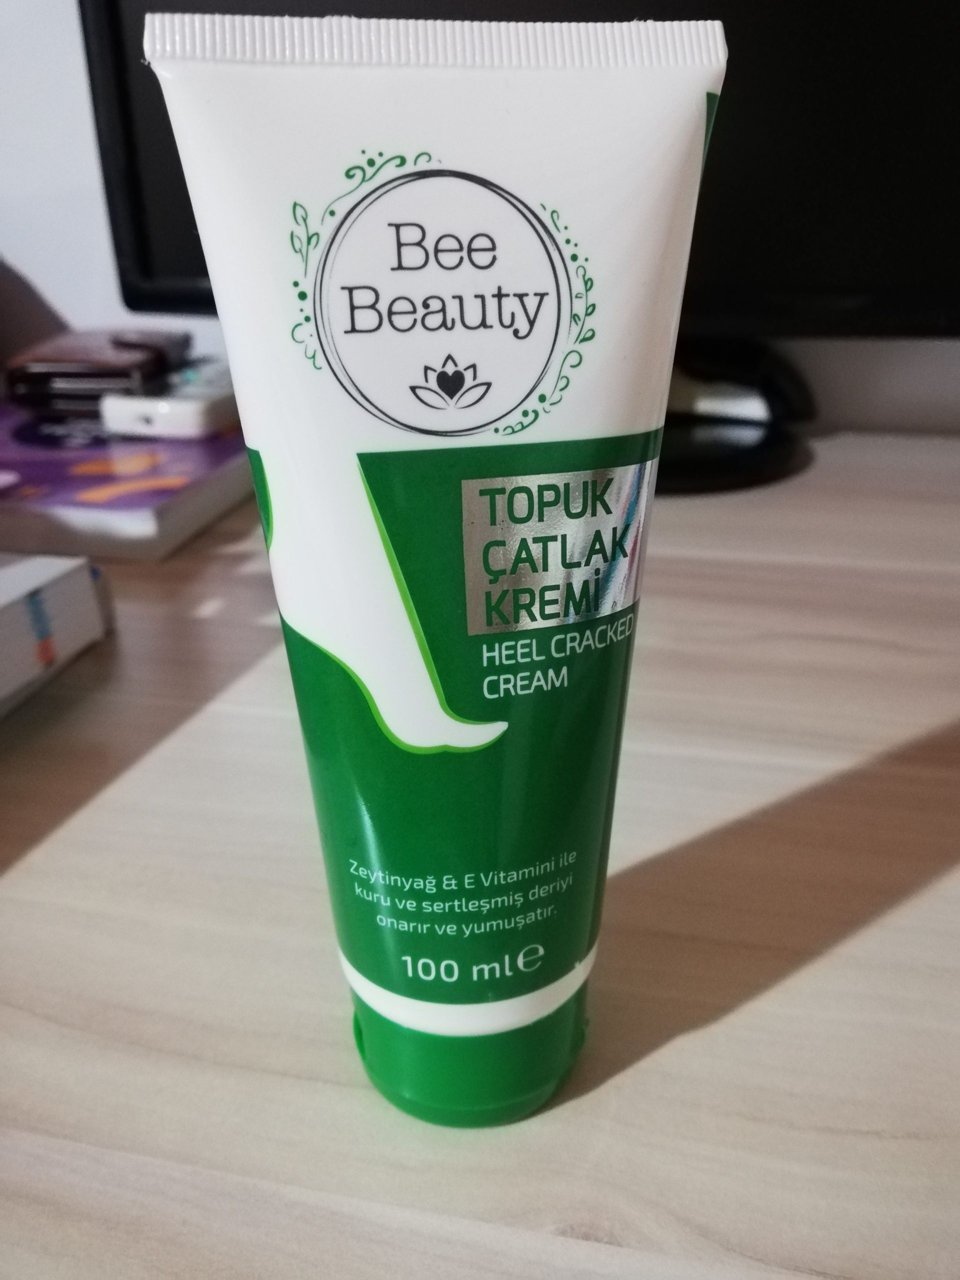 Bee
Beauty
TOPUK
ÇATLAK
KREMİ
HEEL CRACKED
CREAM
Zeytinyağ & E Vitamini ile
kuru ve sertleşmiş deriyi
onarır ve yumuşatır.
100 ml℮